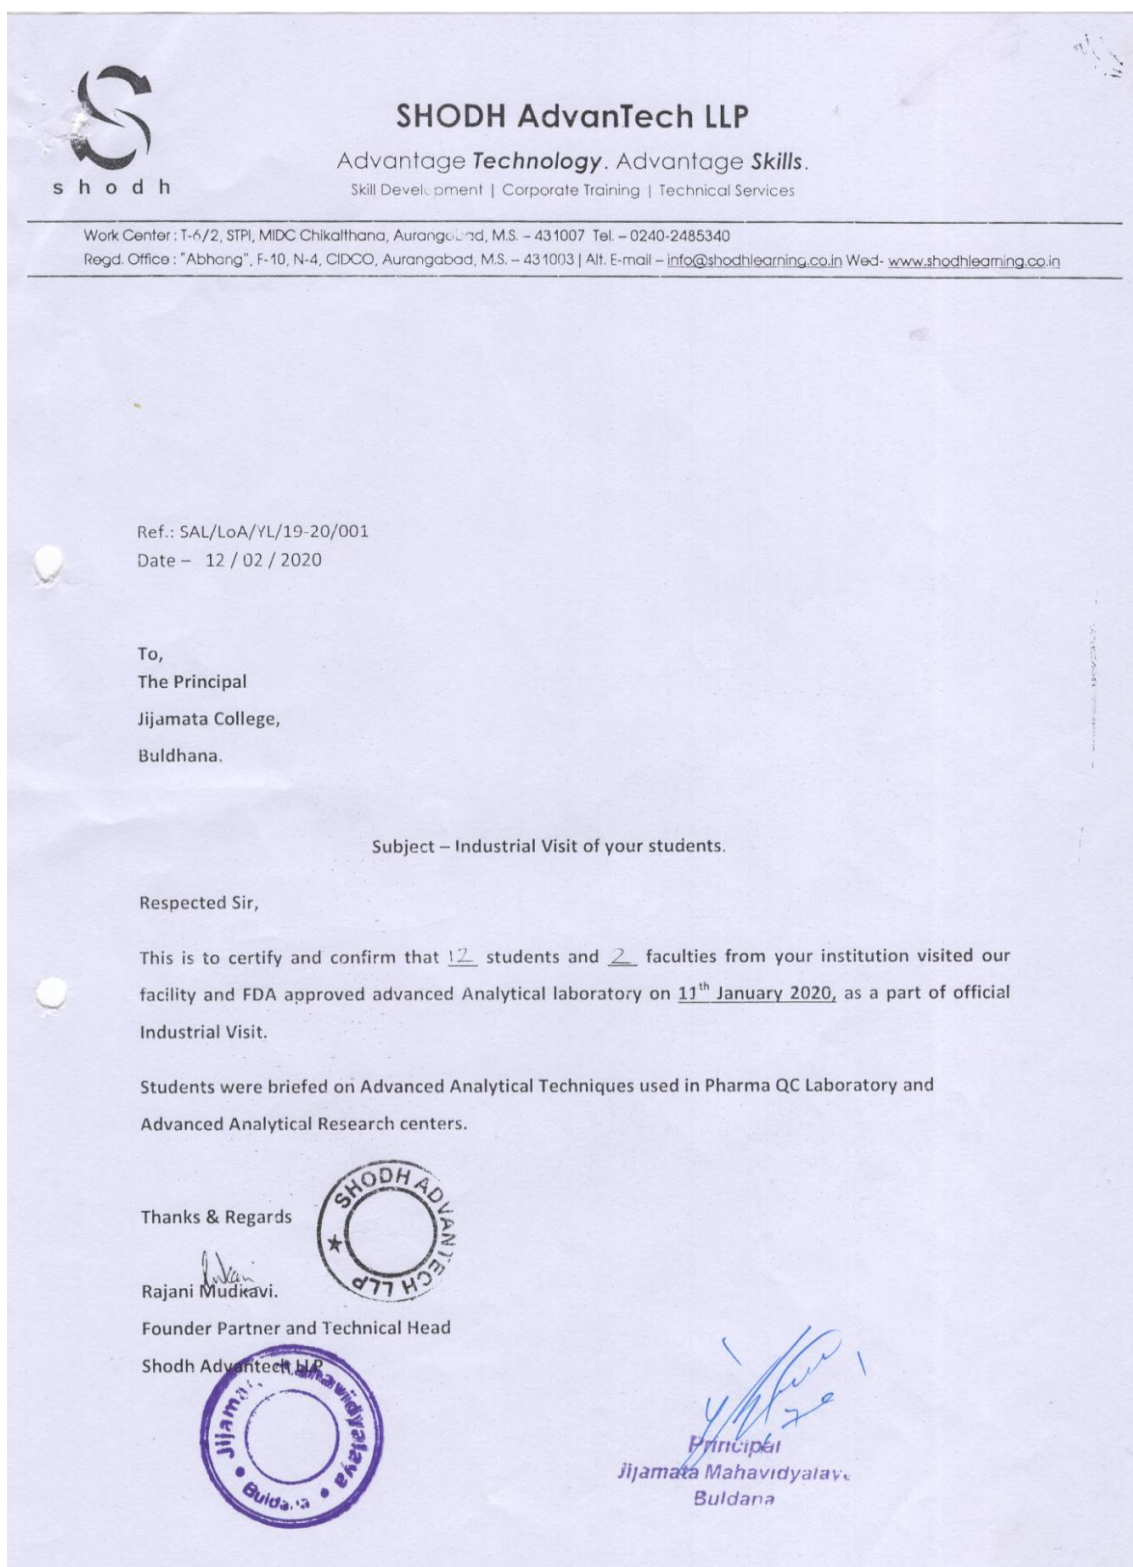 shodh
SHODH AdvanTech LLP
Advantage Technology. Advantage Skills.
Skill Development | Corporate Training | Technical Services
Work Center : T-6/2, STPI, MIDC Chikalthana, Aurangabad, M.S. – 431007 Tel. – 0240-2485340
Regd. Office : "Abhang", F-10, N-4, CIDCO, Aurangabad, M.S. – 431003 | Alt. E-mail – info@shodhlearning.co.in Wed- www.shodhlearning.co.in
Ref.: SAL/LoA/YL/19-20/001
Date – 12 / 02 / 2020
To,
The Principal
Jijamata College,
Buldhana.
Subject – Industrial Visit of your students.
Respected Sir,
This is to certify and confirm that 12 students and 2 faculties from your institution visited our
facility and FDA approved advanced Analytical laboratory on 11th January 2020, as a part of official
Industrial Visit.
Students were briefed on Advanced Analytical Techniques used in Pharma QC Laboratory and
Advanced Analytical Research centers.
SHODH ADVANTECH LLP
Thanks & Regards
Rajani Mudkavi.
Founder Partner and Technical Head
Shodh Advantech LLP
Jijamata Mahavidyalaya
Buldana
Principal
Jijamata Mahavidyalaya
Buldana